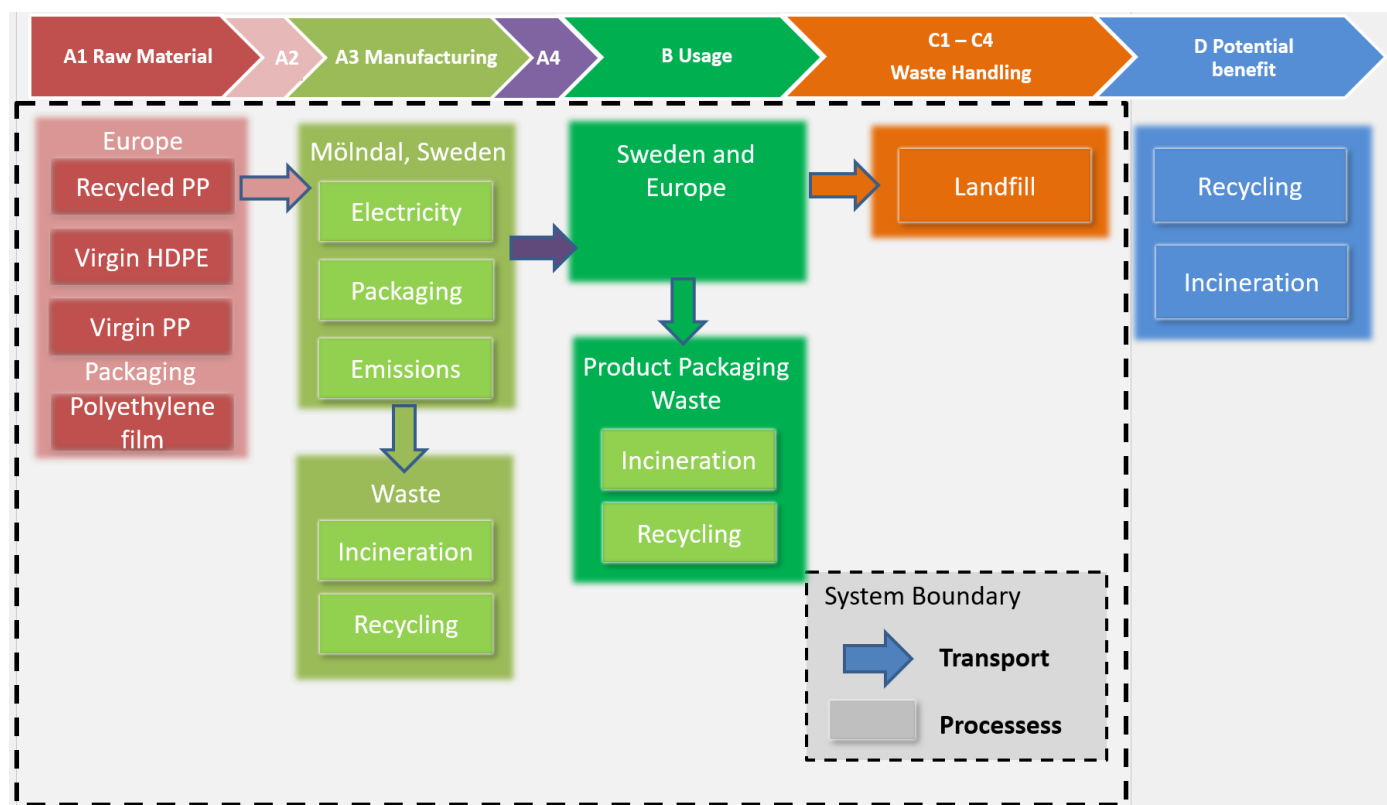 A1 Raw Material
A2
A3 Manufacturing
A4
B Usage
C1 – C4
Waste Handling
D Potential
benefit
Europe
Recycled PP
Virgin HDPE
Virgin PP
Packaging
Polyethylene
film
Mölndal, Sweden
Electricity
Packaging
Emissions
Waste
Incineration
Recycling
Sweden and
Europe
Product Packaging
Waste
Incineration
Recycling
Landfill
Recycling
Incineration
System Boundary
Transport
Processess